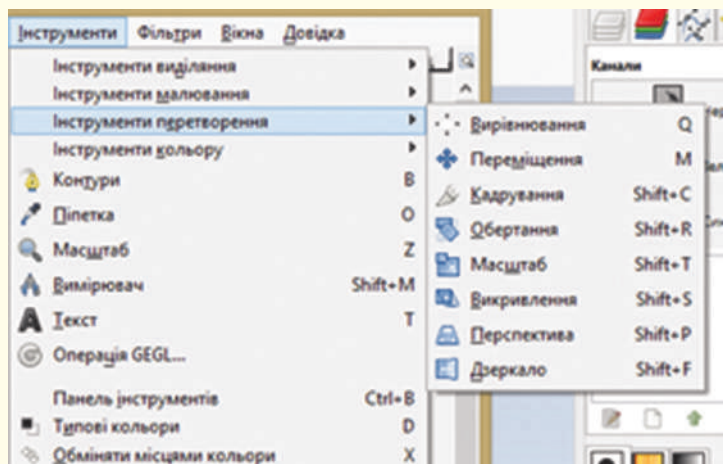 Інструменти Фільтри Вікна Довідка
Інструменти виділяння
Інструменти малювання
Інструменти перетворення
Інструменти кольору
Контури B
Піпетка O
Масштаб Z
Вимірювач Shift+M
Текст T
Операція GEGL...
Панель інструментів Ctrl+B
Типові кольори D
Обміняти місцями кольори X
Вирівнювання Q
Переміщення M
Кадрування Shift+C
Обертання Shift+R
Масштаб Shift+T
Викривлення Shift+S
Перспектива Shift+P
Дзеркало Shift+F
Канали